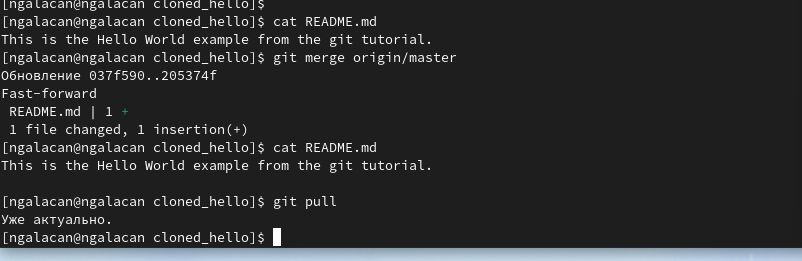 [ngalacan@ngalacan cloned_hello]$
[ngalacan@ngalacan cloned_hello]$ cat README.md
This is the Hello World example from the git tutorial.
[ngalacan@ngalacan cloned_hello]$ git merge origin/master
Обновление 037f590..205374f
Fast-forward
 README.md | 1 +
 1 file changed, 1 insertion(+)
[ngalacan@ngalacan cloned_hello]$ cat README.md
This is the Hello World example from the git tutorial.
[ngalacan@ngalacan cloned_hello]$ git pull
Уже актуально.
[ngalacan@ngalacan cloned_hello]$